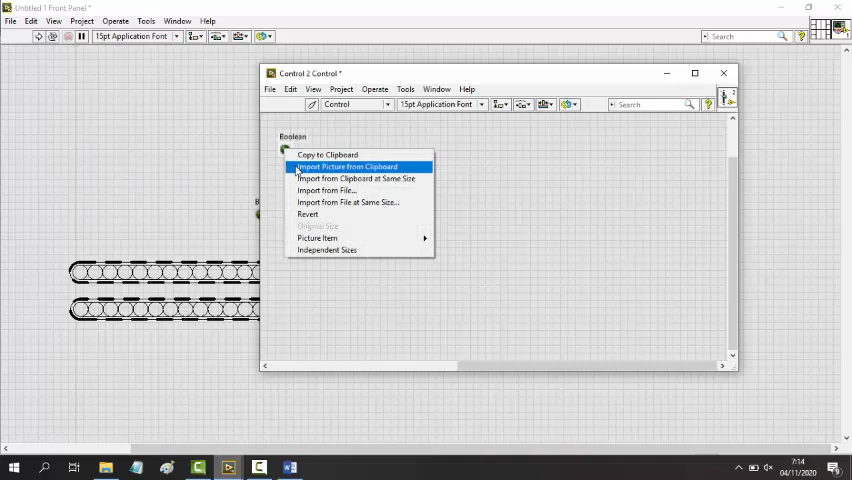 Untitled 1 Front Panel *
File Edit View Project Operate Tools Window Help
15pt Application Font
Search
Control 2 Control *
File Edit View Project Operate Tools Window Help
Control 15pt Application Font Search
2
Boolean
B
Copy to Clipboard
Import Picture from Clipboard
Import from Clipboard at Same Size
Import from File...
Import from File at Same Size...
Revert
Original Size
Picture Item
Independent Sizes
7:14
04/11/2020